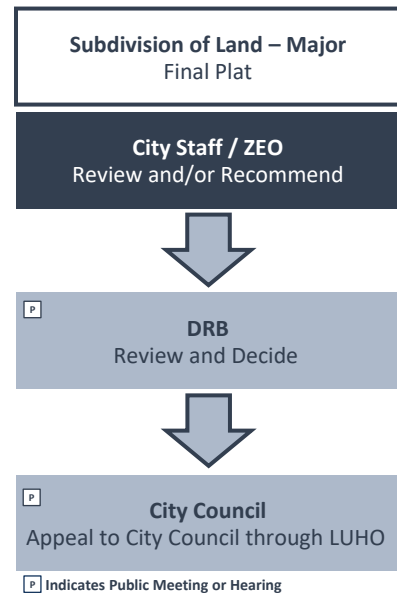 Subdivision of Land – Major
Final Plat
City Staff / ZEO
Review and/or Recommend
P
DRB
Review and Decide
P
City Council
Appeal to City Council through LUHO
P Indicates Public Meeting or Hearing